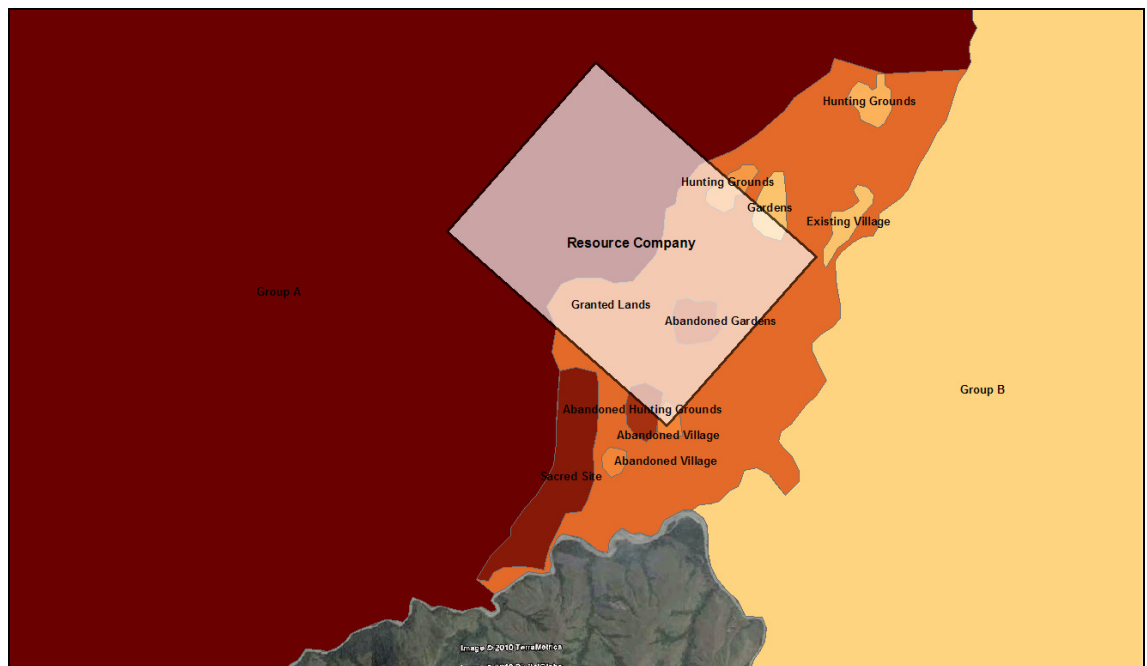 Hunting Grounds
Hunting Grounds
Gardens
Existing Village
Resource Company
Group A
Granted Lands
Abandoned Gardens
Group B
Abandoned Hunting Grounds
Abandoned Village
Abandoned Village
Sacred Site
Image © 2010 TerraMetrics